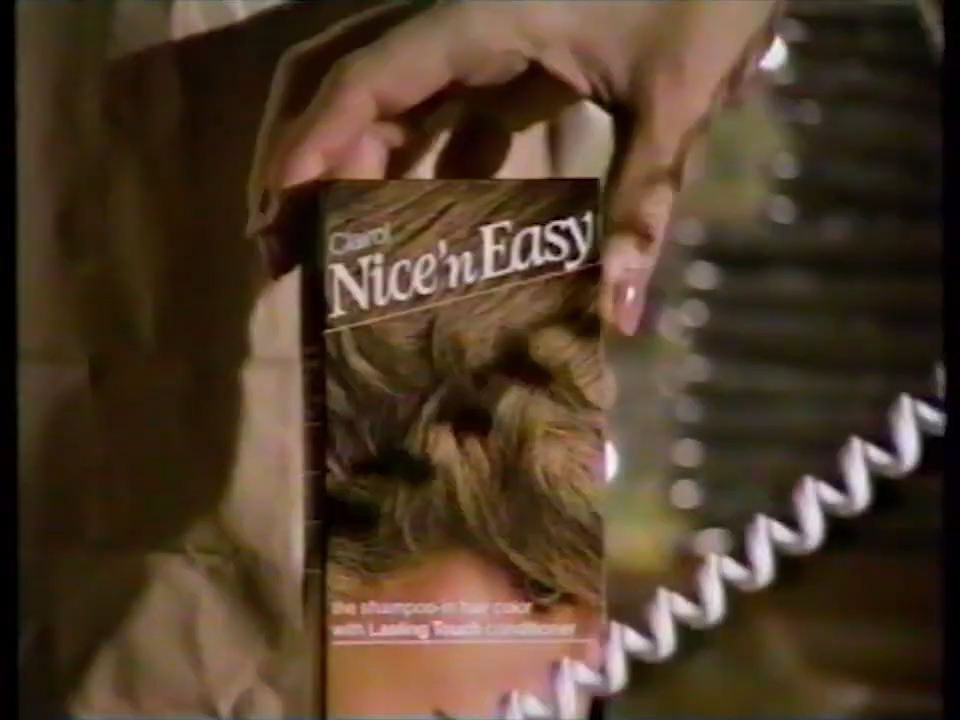 Clairol
Nice'n Easy
the shampoo-in hair color
with Lasting Touch conditioner